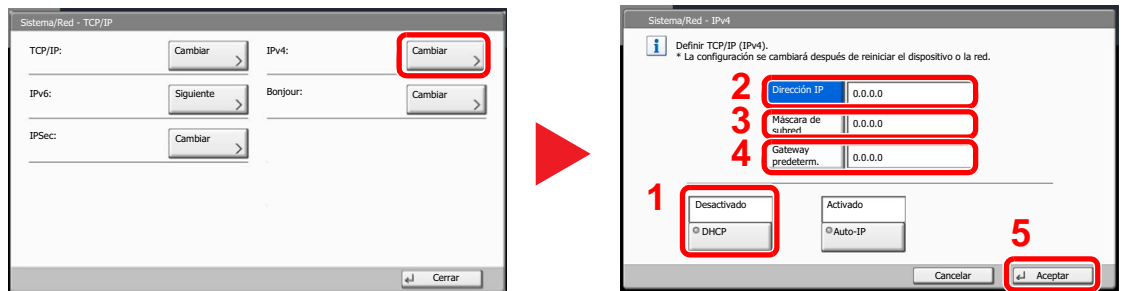 Sistema/Red - TCP/IP
TCP/IP:
Cambiar
IPv4:
Cambiar
IPv6:
Siguiente
Bonjour:
Cambiar
IPSec:
Cambiar
Cerrar
Sistema/Red - IPv4
i
Definir TCP/IP (IPv4).
* La configuración se cambiará después de reiniciar el dispositivo o la red.
2
Dirección IP
0.0.0.0
3
Máscara de
subred
0.0.0.0
4
Gateway
predeterm.
0.0.0.0
1
Desactivado
DHCP
Activado
Auto-IP
5
Cancelar
Aceptar